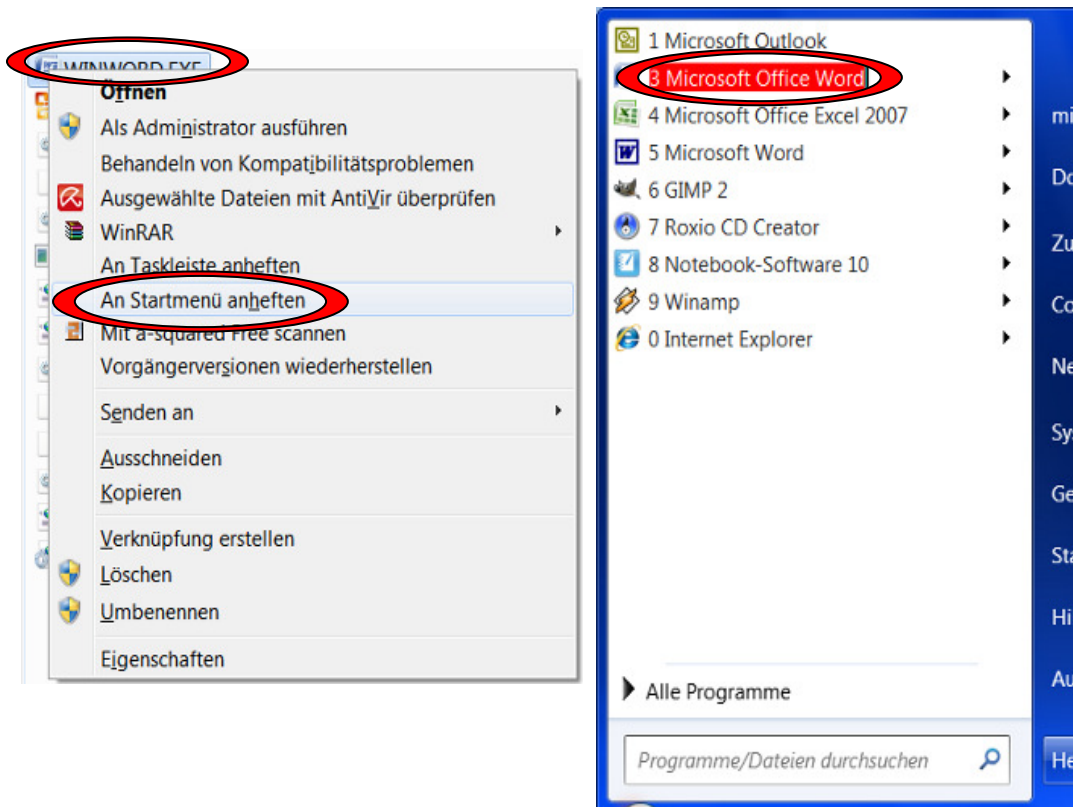 WINWORD.EXE
Öffnen
Als Administrator ausführen
Behandeln von Kompatibilitätsproblemen
Ausgewählte Dateien mit AntiVir überprüfen
WinRAR
An Taskleiste anheften
An Startmenü anheften
Mit a-squared Free scannen
Vorgängerversionen wiederherstellen
Senden an
Ausschneiden
Kopieren
Verknüpfung erstellen
Löschen
Umbenennen
Eigenschaften
1 Microsoft Outlook
3 Microsoft Office Word
4 Microsoft Office Excel 2007
5 Microsoft Word
6 GIMP 2
7 Roxio CD Creator
8 Notebook-Software 10
9 Winamp
0 Internet Explorer
Alle Programme
Programme/Dateien durchsuchen